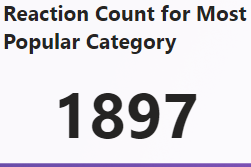 Reaction Count for Most
Popular Category
1897